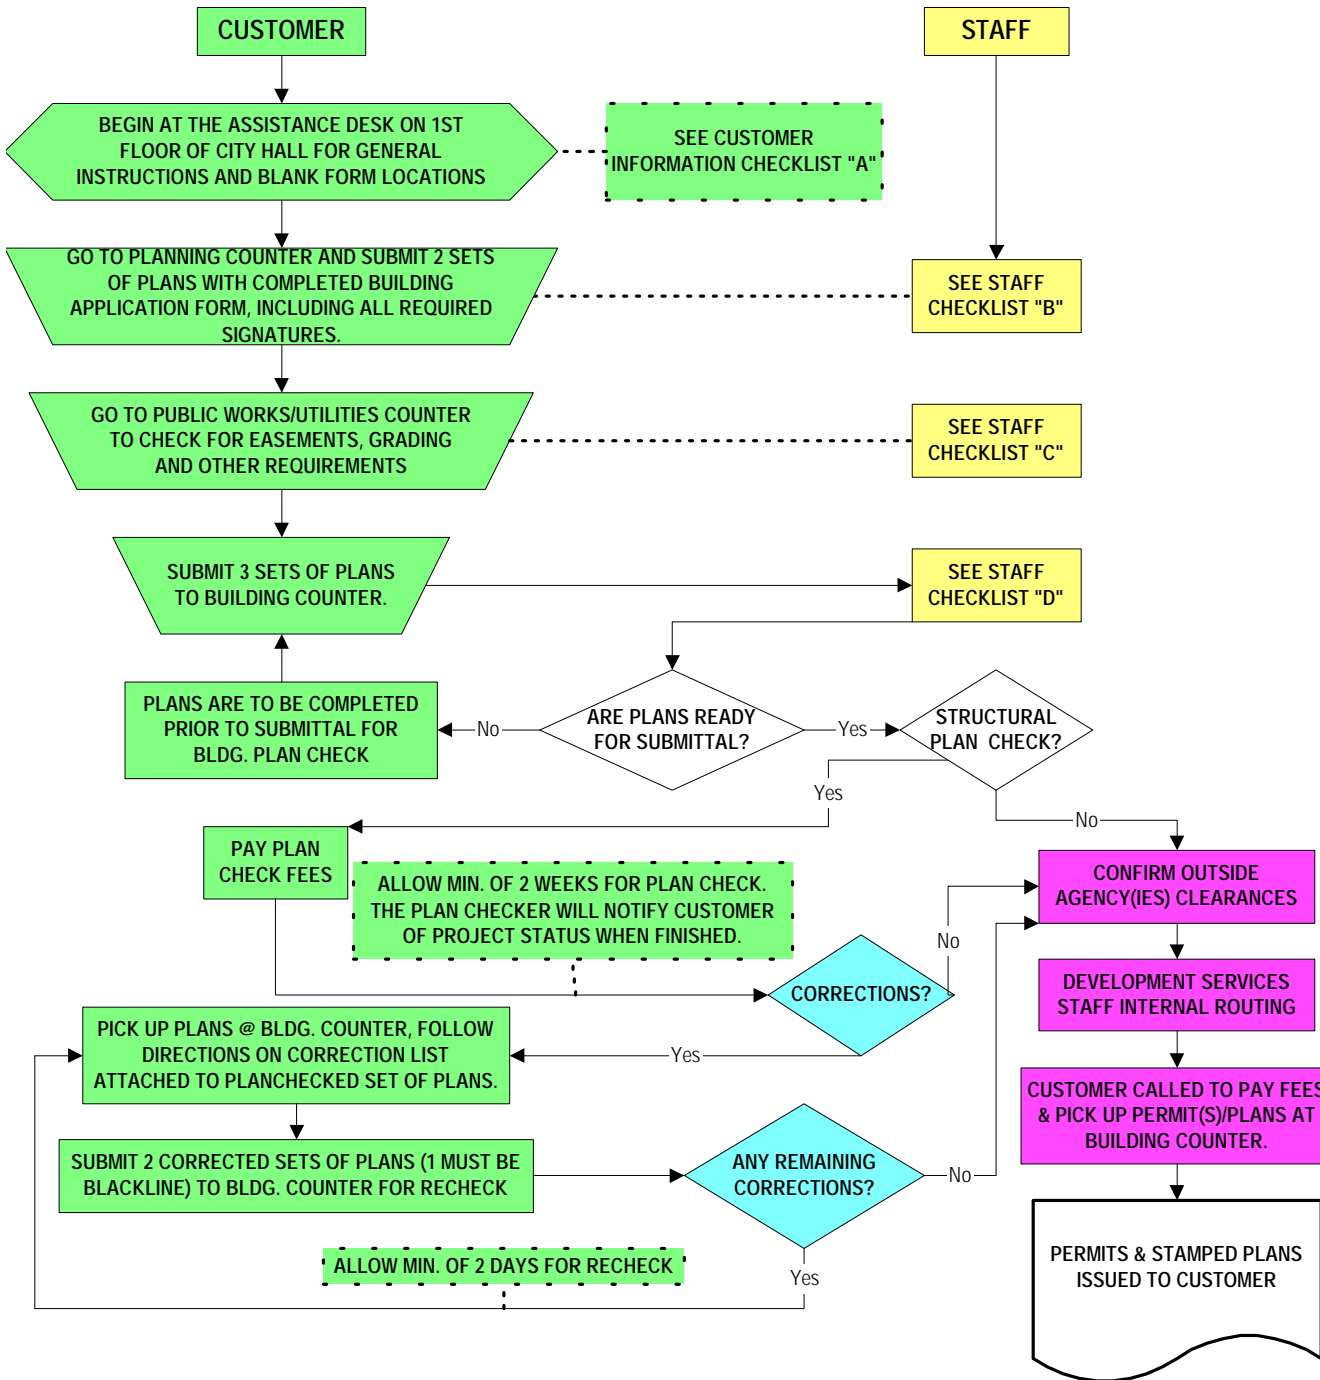 CUSTOMER
STAFF
BEGIN AT THE ASSISTANCE DESK ON 1ST
FLOOR OF CITY HALL FOR GENERAL
INSTRUCTIONS AND BLANK FORM LOCATIONS
SEE CUSTOMER
INFORMATION CHECKLIST "A"
GO TO PLANNING COUNTER AND SUBMIT 2 SETS
OF PLANS WITH COMPLETED BUILDING
APPLICATION FORM, INCLUDING ALL REQUIRED
SIGNATURES.
SEE STAFF
CHECKLIST "B"
GO TO PUBLIC WORKS/UTILITIES COUNTER
TO CHECK FOR EASEMENTS, GRADING
AND OTHER REQUIREMENTS
SEE STAFF
CHECKLIST "C"
SUBMIT 3 SETS OF PLANS
TO BUILDING COUNTER.
SEE STAFF
CHECKLIST "D"
PLANS ARE TO BE COMPLETED
PRIOR TO SUBMITTAL FOR
BLDG. PLAN CHECK
No
ARE PLANS READY
FOR SUBMITTAL?
Yes
STRUCTURAL
PLAN CHECK?
Yes
No
PAY PLAN
CHECK FEES
ALLOW MIN. OF 2 WEEKS FOR PLAN CHECK.
THE PLAN CHECKER WILL NOTIFY CUSTOMER
OF PROJECT STATUS WHEN FINISHED.
CONFIRM OUTSIDE
AGENCY(IES) CLEARANCES
No
CORRECTIONS?
DEVELOPMENT SERVICES
STAFF INTERNAL ROUTING
PICK UP PLANS @ BLDG. COUNTER, FOLLOW
DIRECTIONS ON CORRECTION LIST
ATTACHED TO PLANCHECKED SET OF PLANS.
Yes
CUSTOMER CALLED TO PAY FEES
& PICK UP PERMIT(S)/PLANS AT
BUILDING COUNTER.
SUBMIT 2 CORRECTED SETS OF PLANS (1 MUST BE
BLACKLINE) TO BLDG. COUNTER FOR RECHECK
ANY REMAINING
CORRECTIONS?
No
ALLOW MIN. OF 2 DAYS FOR RECHECK
Yes
PERMITS & STAMPED PLANS
ISSUED TO CUSTOMER